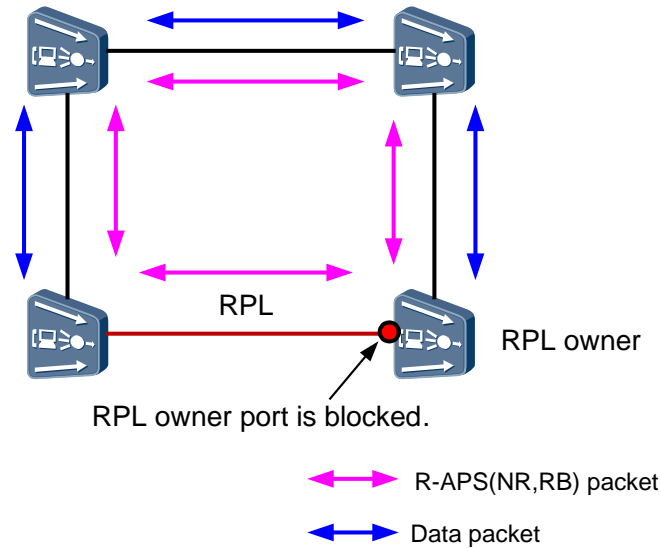 RPL
RPL owner
RPL owner port is blocked.
R-APS(NR,RB) packet
Data packet